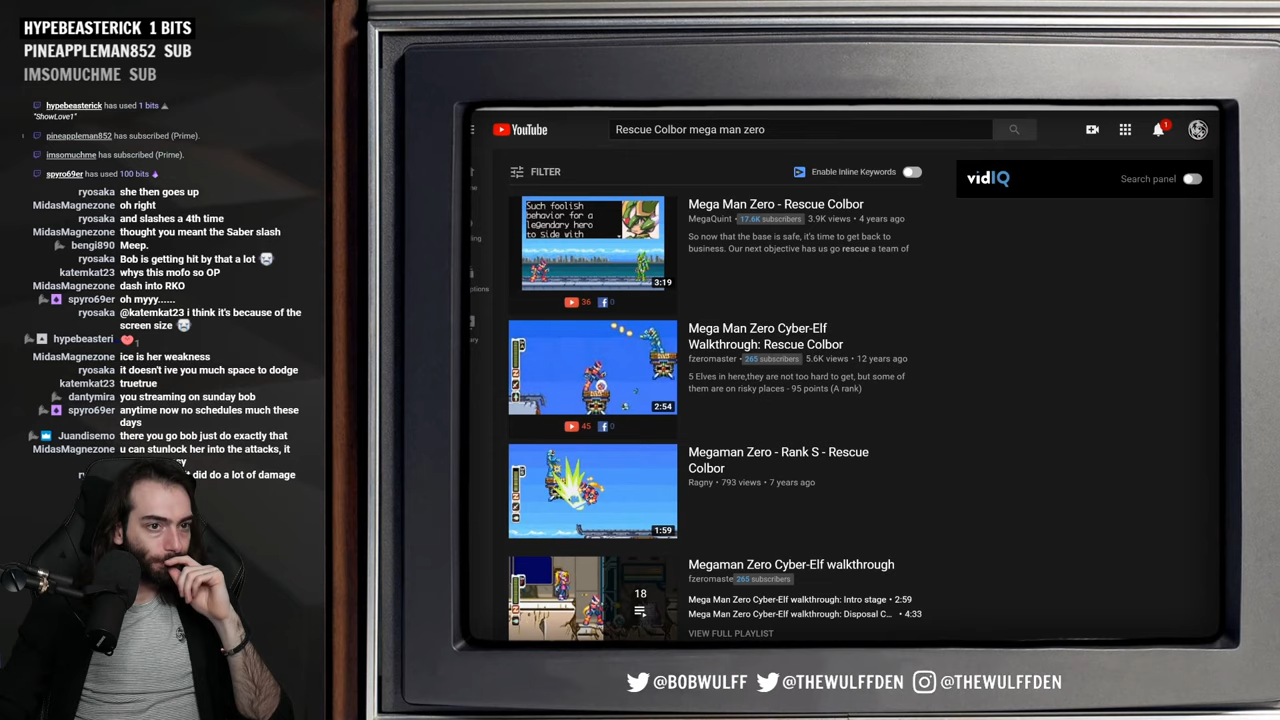 HYPEBEASTERICK 1 BITS
PINEAPPLEMAN852 SUB
IMSOMUCHME SUB
hypebeasterick has used 1 bits
"ShowLove1"
pineappleman852 has subscribed (Prime).
imsomuchme has subscribed (Prime).
spyro69er has used 100 bits
ryosaka she then goes up
MidasMagnezone oh right
ryosaka and slashes a 4th time
MidasMagnezone thought you meant the Saber slash
bengi890 Meep.
ryosaka Bob is getting hit by that a lot
katemkat23 whys this mofo so OP
MidasMagnezone dash into RKO
spyro69er oh myyy......
ryosaka @katemkat23 i think it's because of the
screen size
hypebeasteri 1
MidasMagnezone ice is her weakness
ryosaka it doesn't ive you much space to dodge
katemkat23 truetrue
dantymira you streaming on sunday bob
spyro69er anytime now no schedules much these
days
Juandisemo there you go bob just do exactly that
MidasMagnezone u can stunlock her into the attacks, it
did do a lot of damage
YouTube
Rescue Colbor mega man zero
1
FILTER
Enable Inline Keywords
vidIQ
Search panel
Such foolish
behavior for a
legendary hero
to side with
3:19
36 0
Mega Man Zero - Rescue Colbor
MegaQuint • 17.6K subscribers 3.9K views • 4 years ago
So now that the base is safe, it's time to get back to
business. Our next objective has us go rescue a team of
2:54
45 0
Mega Man Zero Cyber-Elf
Walkthrough: Rescue Colbor
fzeromaster • 265 subscribers 5.6K views • 12 years ago
5 Elves in here,they are not too hard to get, but some of
them are on risky places - 95 points (A rank)
1:59
Megaman Zero - Rank S - Rescue
Colbor
Ragny • 793 views • 7 years ago
18
Megaman Zero Cyber-Elf walkthrough
fzeromaste 265 subscribers
Mega Man Zero Cyber-Elf walkthrough: Intro stage • 2:59
Mega Man Zero Cyber-Elf walkthrough: Disposal C... • 4:33
VIEW FULL PLAYLIST
@BOBWULFF @THEWULFFDEN @THEWULFFDEN